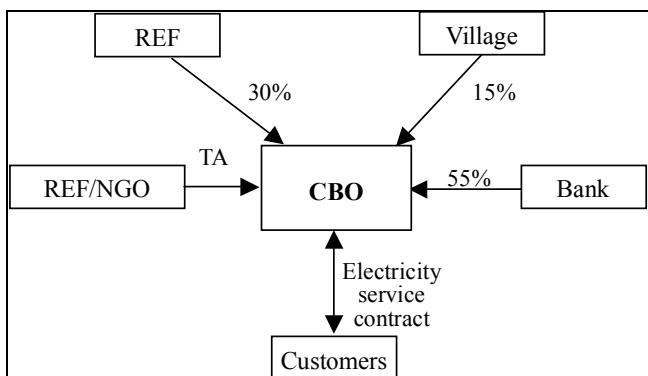 REF
Village
30%
15%
TA
REF/NGO
CBO
55%
Bank
Electricity
service
contract
Customers